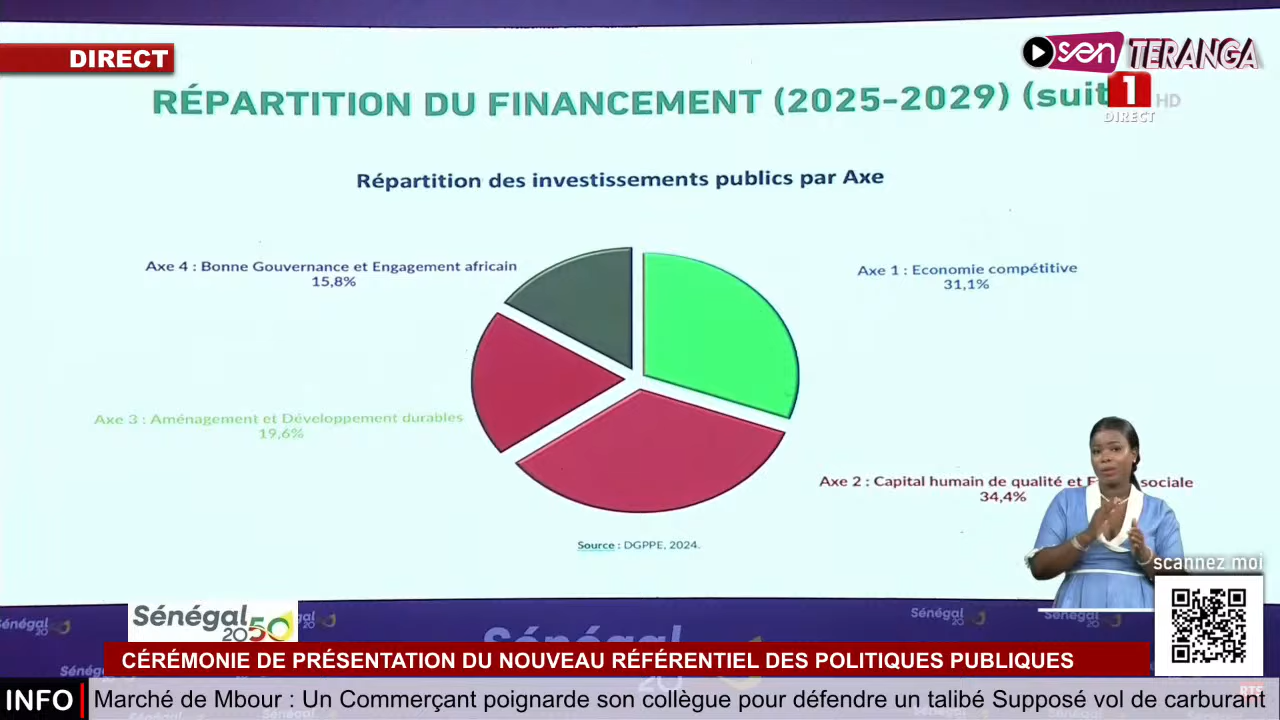 DIRECT
sen TERANGA
RÉPARTITION DU FINANCEMENT (2025-2029) (suit
1 HD
DIRECT
Répartition des investissements publics par Axe
Axe 4 : Bonne Gouvernance et Engagement africain
15,8%
Axe 1 : Economie compétitive
31,1%
Axe 3 : Aménagement et Développement durables
19,6%
Axe 2 : Capital humain de qualité et sociale
34,4%
Source : DGPPE, 2024.
scannez moi
Sénégal
2050
Sénégal
Sénégal
Sénégal
20
CÉRÉMONIE DE PRÉSENTATION DU NOUVEAU RÉFÉRENTIEL DES POLITIQUES PUBLIQUES
INFO Marché de Mbour : Un Commerçant poignarde son collègue pour défendre un talibé Supposé vol de carburant